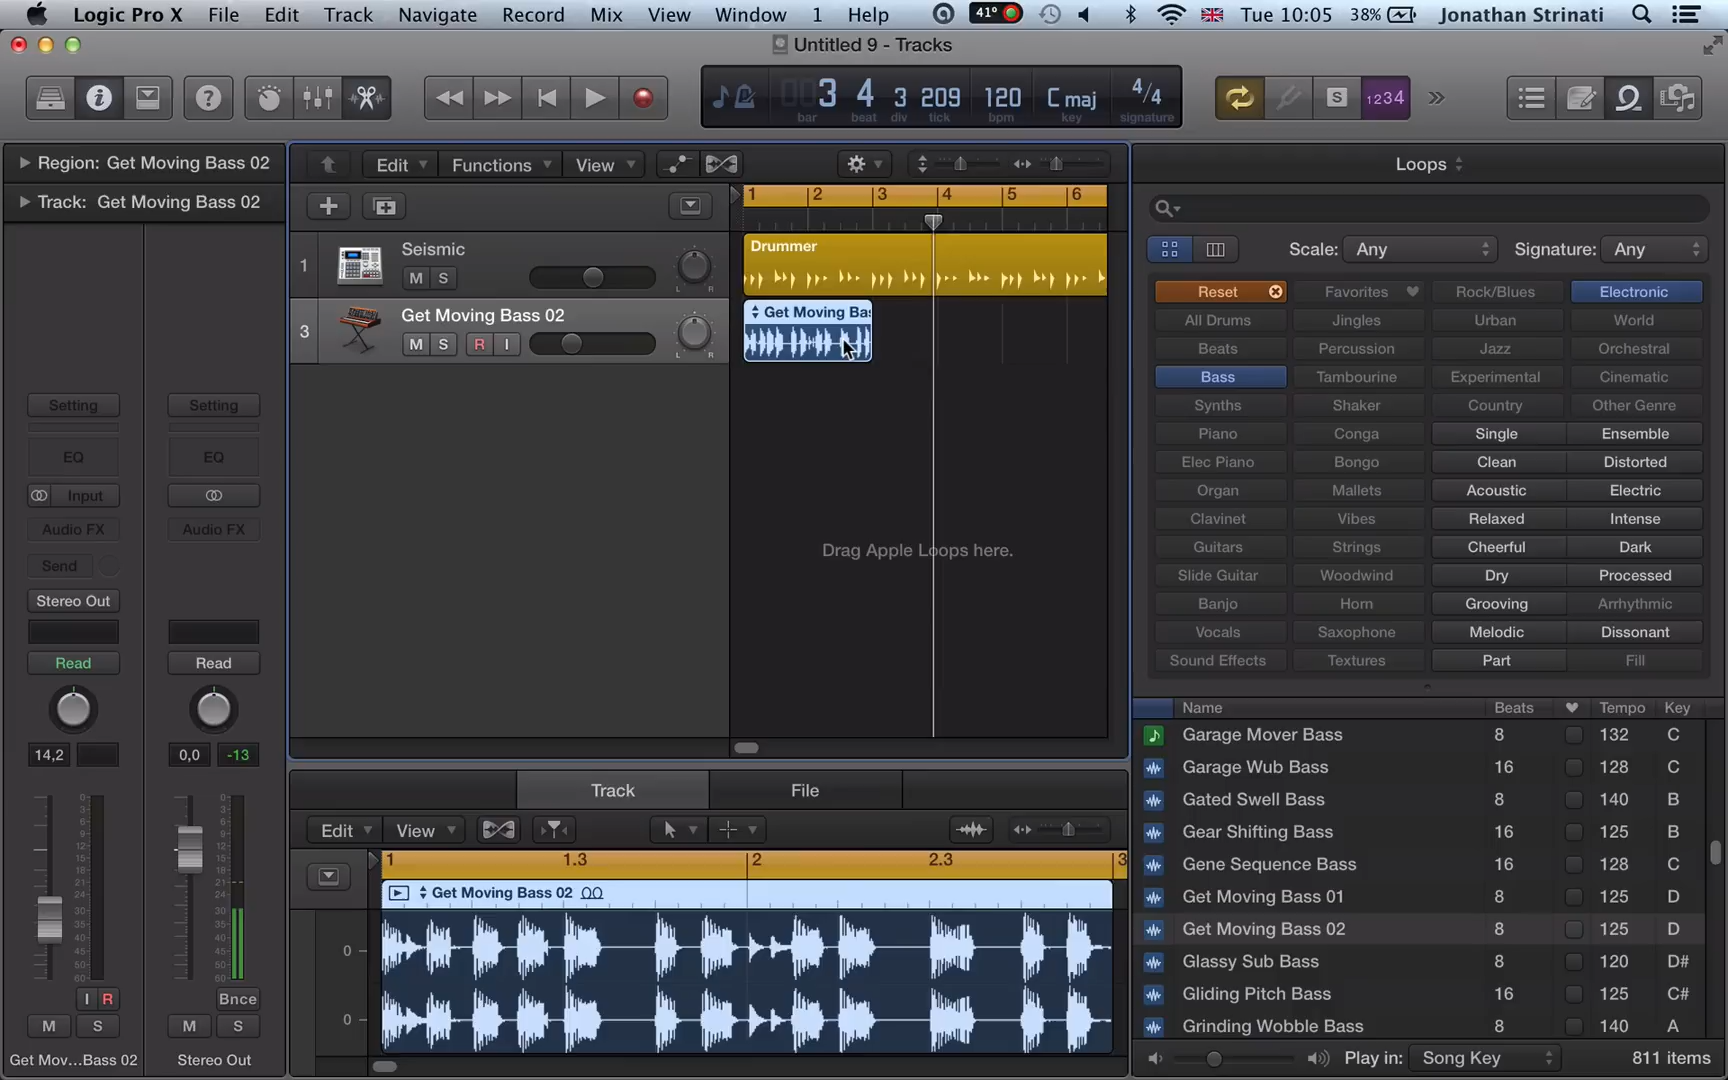 Logic Pro X File Edit Track Navigate Record Mix View Window 1 Help 41° Tue 10:05 38% Jonathan Strinati
Untitled 9 - Tracks
003 4 3 209 120 C maj 4/4 S 1234
bar beat div tick bpm key signature
Region: Get Moving Bass 02
Track: Get Moving Bass 02
Edit Functions View
Loops
Scale: Any Signature: Any
1 2 3 4 5 6
1 Seismic
M S
L R
Drummer
3 Get Moving Bass 02
M S R I
L R
Get Moving Bas
Drag Apple Loops here.
Setting Setting
EQ EQ
Input
Audio FX Audio FX
Send
Stereo Out
Read Read
14,2 0,0 -13
I R Bnce
M S M S
Get Mov...Bass 02 Stereo Out
Track File
Edit View
1 1.3 2 2.3 3
Get Moving Bass 02
0
0
Reset Favorites Rock/Blues Electronic
All Drums Jingles Urban World
Beats Percussion Jazz Orchestral
Bass Tambourine Experimental Cinematic
Synths Shaker Country Other Genre
Piano Conga Single Ensemble
Elec Piano Bongo Clean Distorted
Organ Mallets Acoustic Electric
Clavinet Vibes Relaxed Intense
Guitars Strings Cheerful Dark
Slide Guitar Woodwind Dry Processed
Banjo Horn Grooving Arrhythmic
Vocals Saxophone Melodic Dissonant
Sound Effects Textures Part Fill
Name Beats Tempo Key
Garage Mover Bass 8 132 C
Garage Wub Bass 16 128 C
Gated Swell Bass 8 140 B
Gear Shifting Bass 16 125 B
Gene Sequence Bass 16 128 C
Get Moving Bass 01 8 125 D
Get Moving Bass 02 8 125 D
Glassy Sub Bass 8 120 D#
Gliding Pitch Bass 16 125 C#
Grinding Wobble Bass 8 140 A
Play in: Song Key 811 items